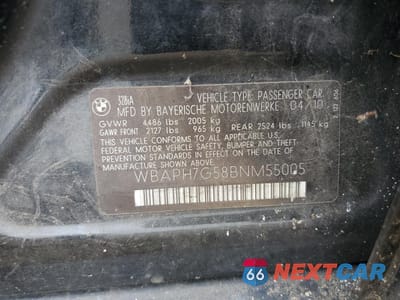 328iA VEHICLE TYPE PASSENGER CAR
MFD BY BAYERISCHE MOTORENWERKE 04/10
GVWR 4486 lbs 2005 kg
GAWR FRONT 2127 lbs 965 kg REAR 2524 lbs 1145 kg
THIS VEHICLE CONFORMS TO ALL APPLICABLE
FEDERAL MOTOR VEHICLE SAFETY, BUMPER AND
THEFT PREVENTION STANDARDS IN EFFECT ON THE
DATE OF MANUFACTURE SHOWN ABOVE.
WBAPH7G58BNM55005
66 NEXTCAR